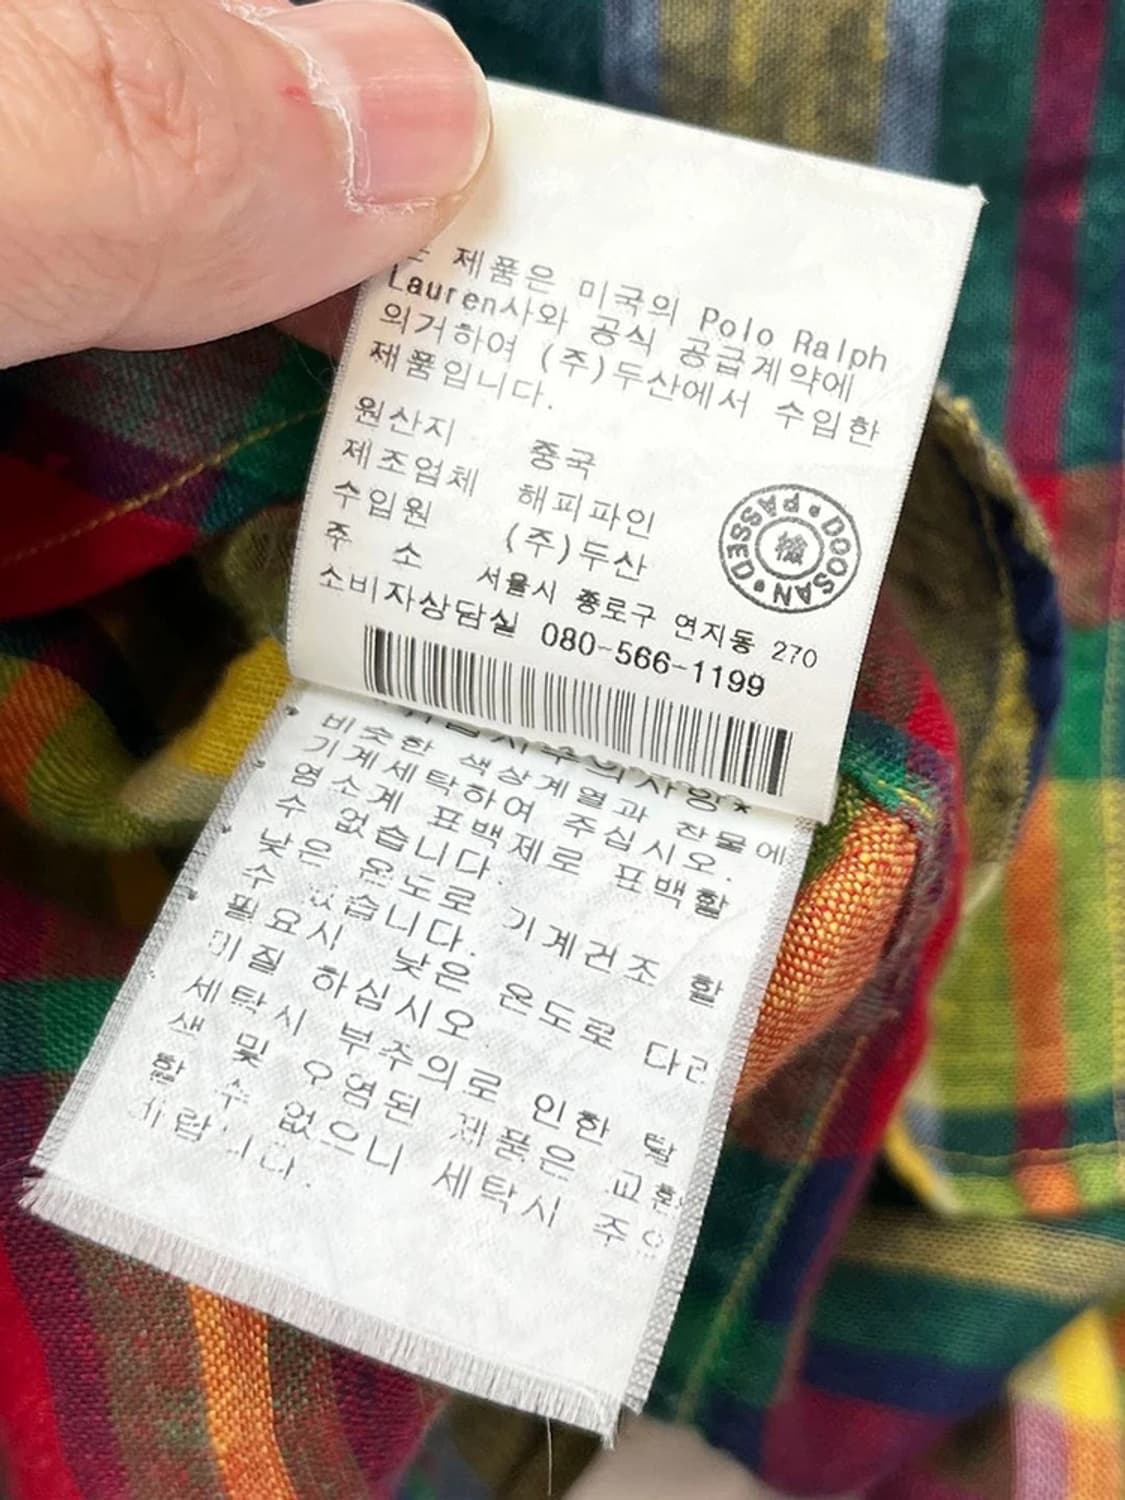 제품은 미국의 Polo Ralph
Lauren사와 공식 공급계약에
의거하여 (주)두산에서 수입한
제품입니다.
원산지 중국
제조업체 해피파인
수입원 (주)두산
주 소 서울시 종로구 연지동 270
소비자상담실 080-566-1199
DOOSAN • PASSED •
檢
비슷한 색상계열과 찬물에
기계세탁하여 주십시오.
염소계 표백제로 표백할
수 없습니다.
낮은 온도로 기계건조 할
수 있습니다.
필요시 낮은 온도로 다리
미질 하십시오
세탁시 부주의로 인한 탈
색 및 오염된 제품은 교환
할 수 없으니 세탁시 주의
바랍니다.